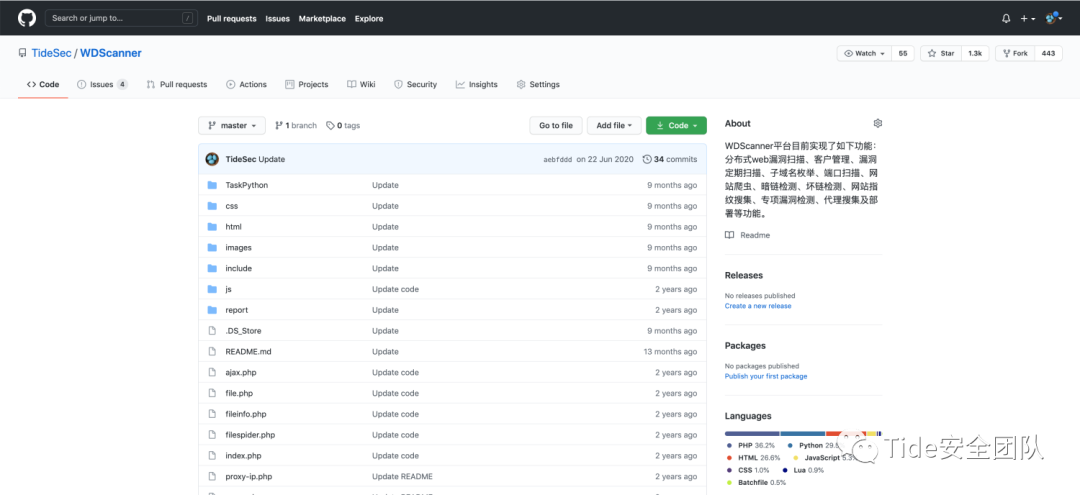 Search or jump to... / Pull requests Issues Marketplace Explore
TideSec / WDScanner Watch 55 Star 1.3k Fork 443
Code Issues 4 Pull requests Actions Projects Wiki Security Insights Settings
master 1 branch 0 tags Go to file Add file Code
TideSec Update aebfddd on 22 Jun 2020 34 commits
TaskPython Update 9 months ago
css Update 9 months ago
html Update 9 months ago
images Update 9 months ago
include Update 9 months ago
js Update code 2 years ago
report Update 2 years ago
.DS_Store Update 9 months ago
README.md Update 13 months ago
ajax.php Update code 2 years ago
file.php Update code 2 years ago
fileinfo.php Update code 2 years ago
filespider.php Update code 2 years ago
index.php Update code 2 years ago
proxy-ip.php Update README 2 years ago
About
WDScanner平台目前实现了如下功能：
分布式web漏洞扫描、客户管理、漏洞
定期扫描、子域名枚举、端口扫描、网
站爬虫、暗链检测、坏链检测、网站指
纹搜集、专项漏洞检测、代理搜集及部
署等功能。
Readme
Releases
No releases published
Create a new release
Packages
No packages published
Publish your first package
Languages
PHP 36.2% Python
HTML 26.6% JavaScript
CSS 1.0% Lua 0.9%
Batchfile 0.5%
Tide安全团队